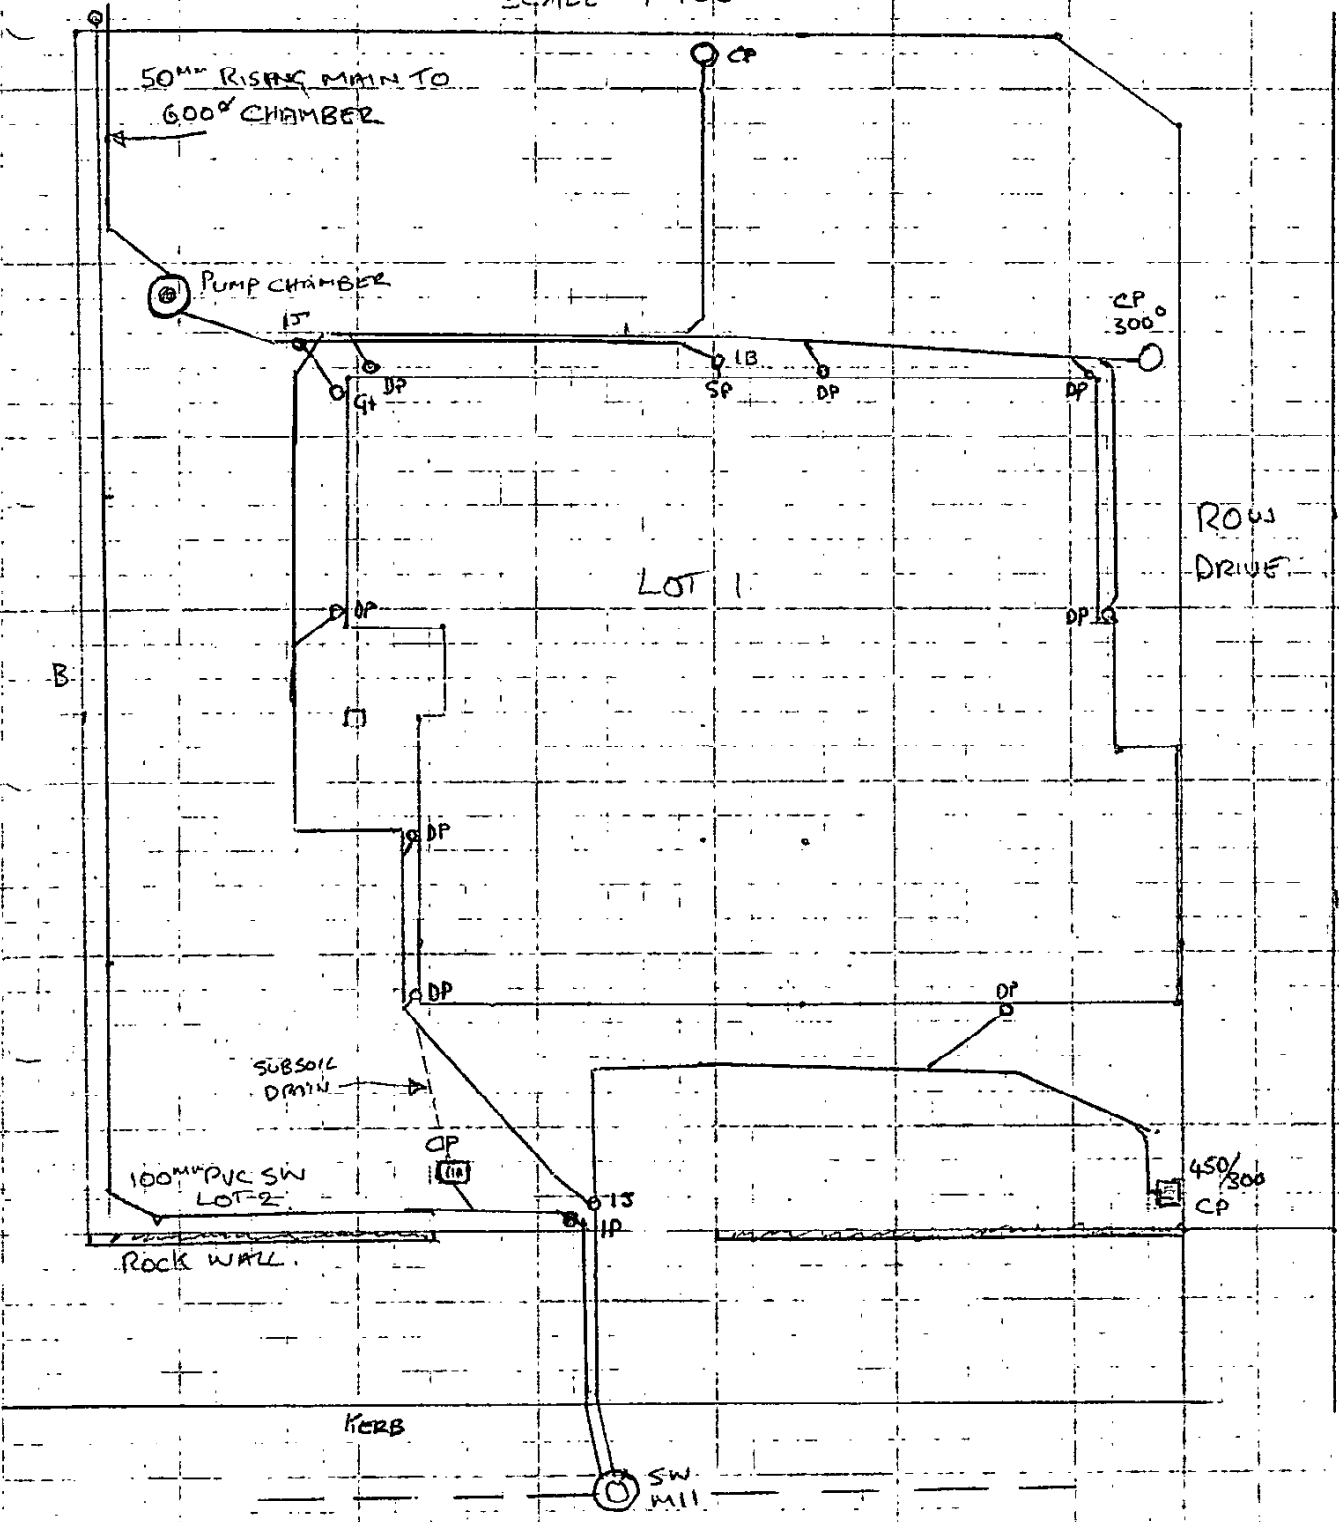 50mm RISING MAIN TO
600ø CHAMBER
CP
PUMP CHAMBER
CP
300ø
IJ
IB
DP
Gt
SP
DP
DP
ROW
DRIVE.
LOT 1
DP
DP
B
DP
DP
DP
SUBSOIL
DRAIN
CP
100mm PVC SW
LOT-2
450/300
CP
IJ
IP
ROCK WALL.
KERB
SW